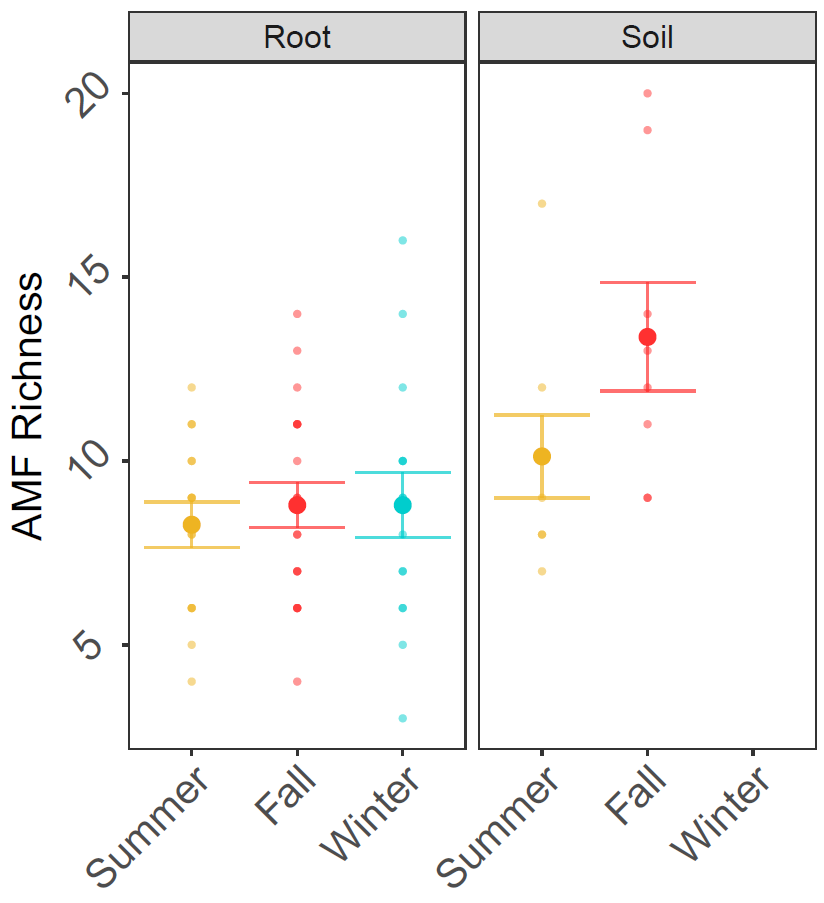 Root
Soil
AMF Richness
20
15
10
5
Summer
Fall
Winter
Summer
Fall
Winter